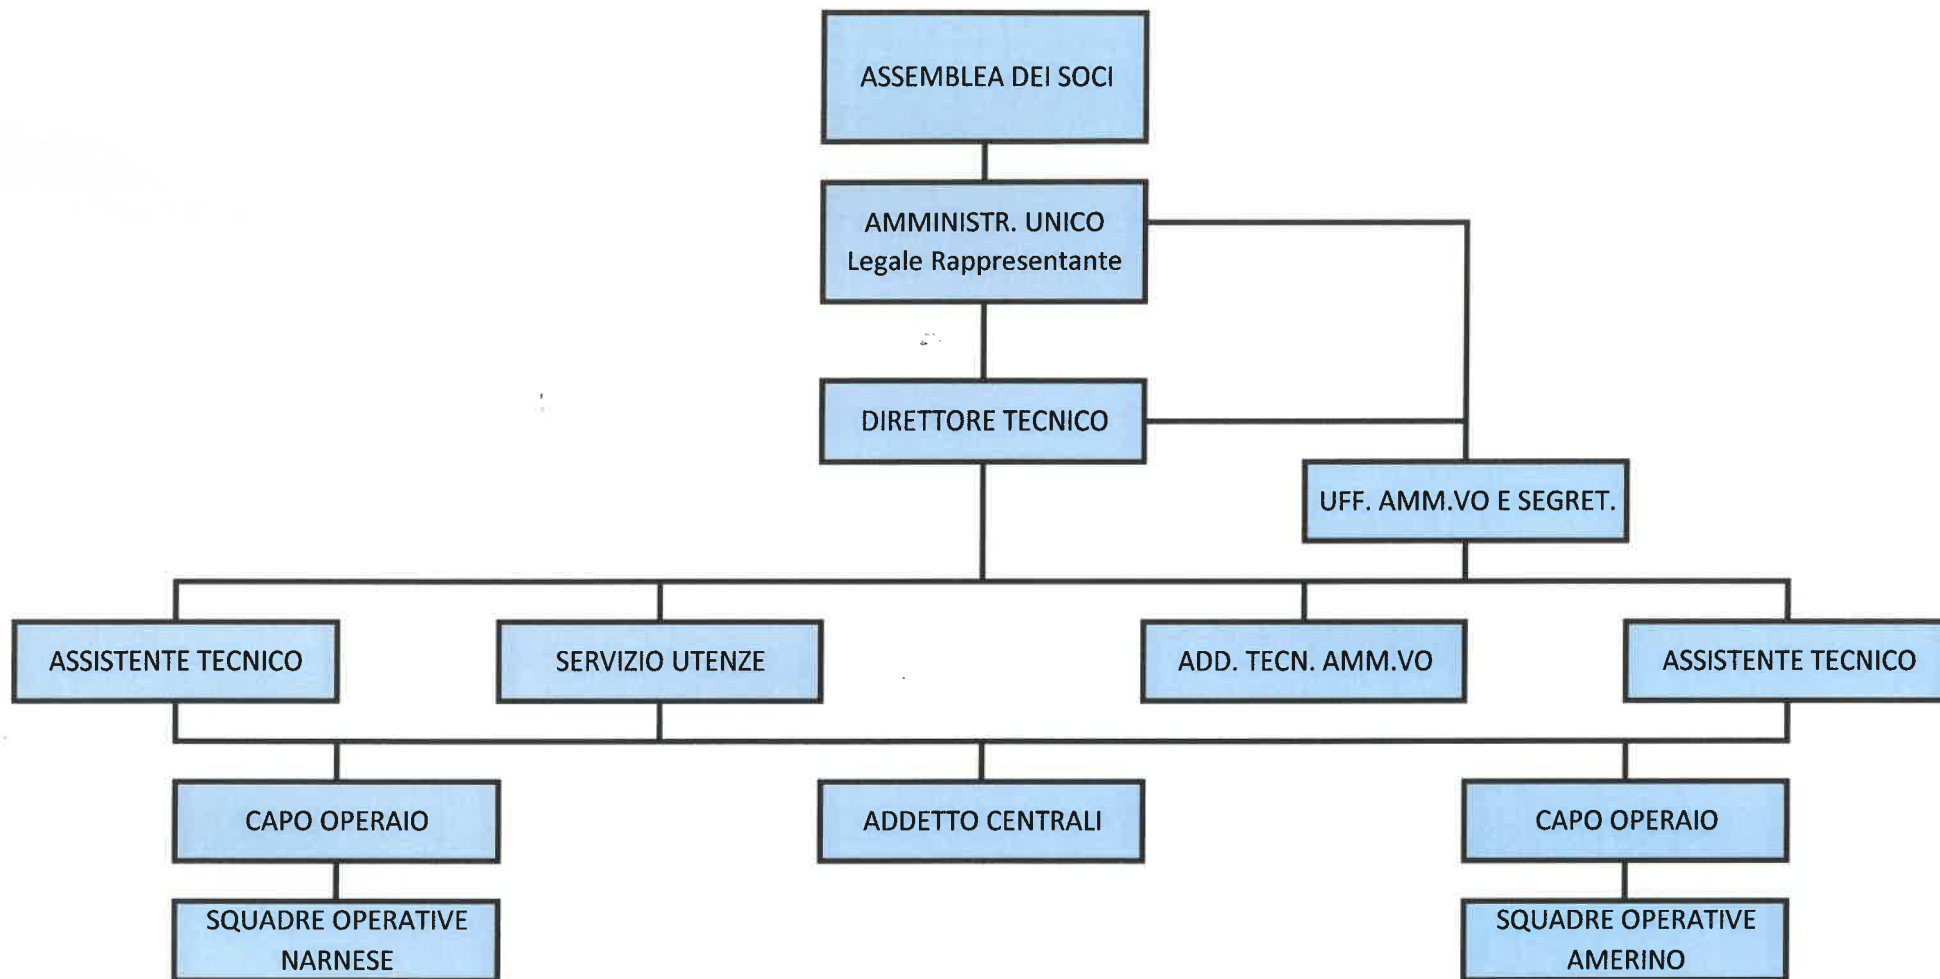 ASSEMBLEA DEI SOCI
AMMINISTR. UNICO
Legale Rappresentante
DIRETTORE TECNICO
UFF. AMM.VO E SEGRET.
ASSISTENTE TECNICO
SERVIZIO UTENZE
ADD. TECN. AMM.VO
ASSISTENTE TECNICO
CAPO OPERAIO
ADDETTO CENTRALI
CAPO OPERAIO
SQUADRE OPERATIVE
NARNESE
SQUADRE OPERATIVE
AMERINO